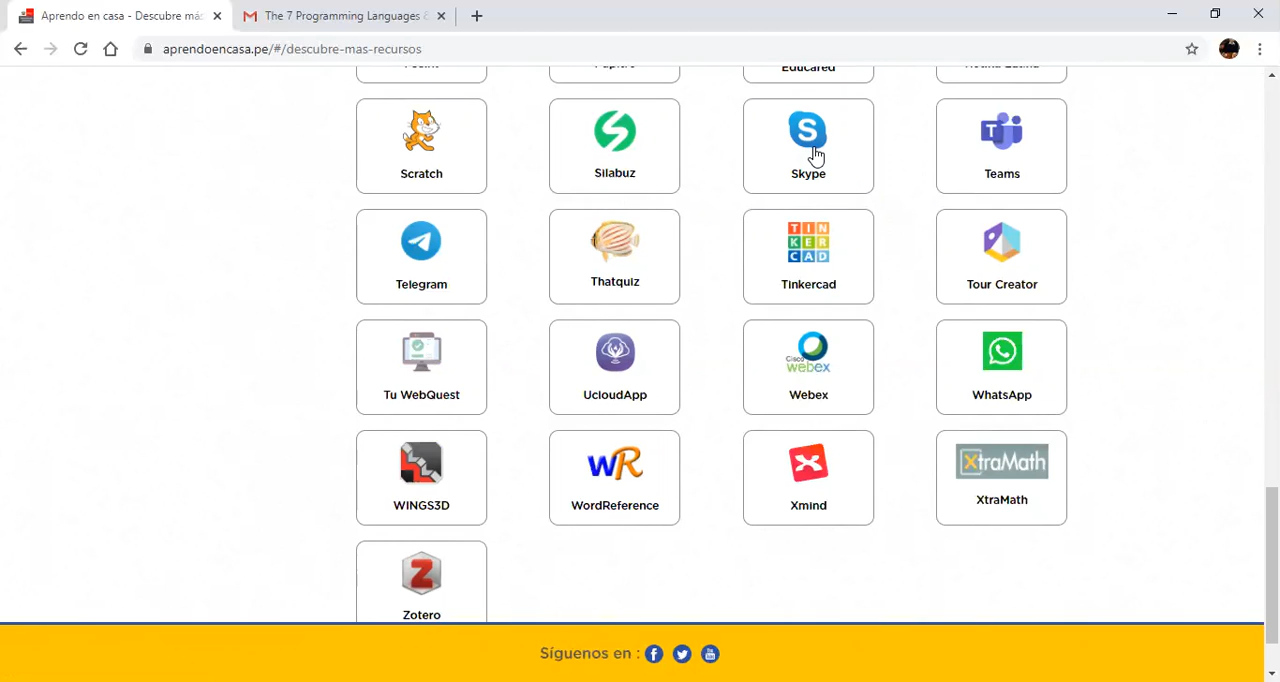 Aprendo en casa - Descubre má
The 7 Programming Languages &
aprendoencasa.pe/#/descubre-mas-recursos
Educared
Scratch
Silabuz
S
Skype
T
Teams
Telegram
Thatquiz
TIN
KER
CAD
Tinkercad
Tour Creator
Tu WebQuest
UcloudApp
Cisco
webex
Webex
WhatsApp
WINGS3D
WR
WordReference
Xmind
XtraMath
XtraMath
Z
Zotero
Síguenos en :